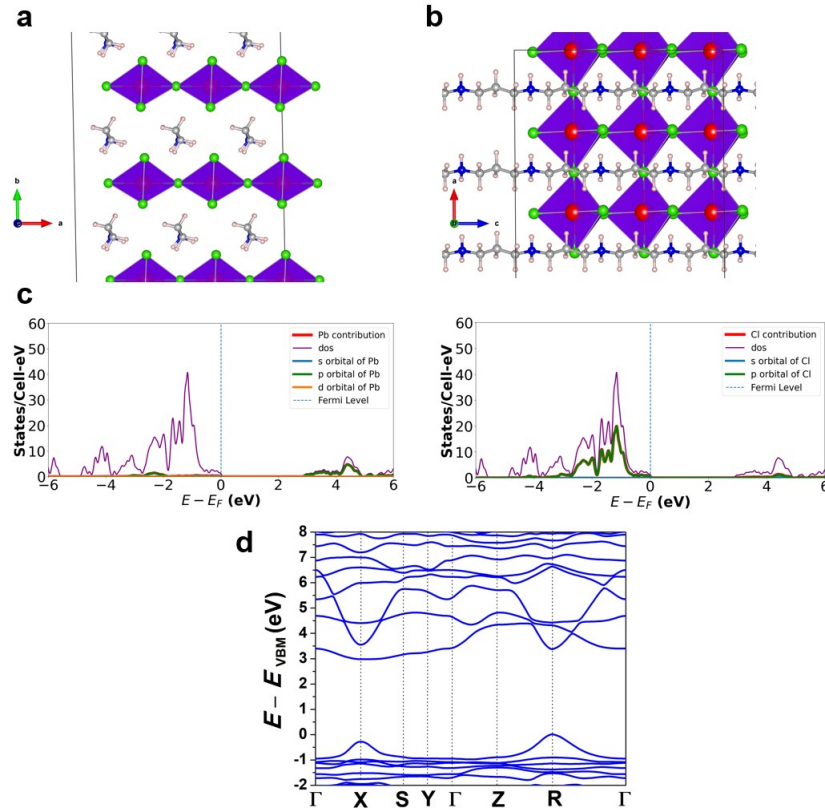 a
b
b
a
a
c
c
60
50
40
30
20
10
0
States/Cell-eV
−6
−4
−2
0
2
4
6
E − E_F (eV)
Pb contribution
dos
s orbital of Pb
p orbital of Pb
d orbital of Pb
Fermi Level
60
50
40
30
20
10
0
States/Cell-eV
−6
−4
−2
0
2
4
6
E − E_F (eV)
Cl contribution
dos
s orbital of Cl
p orbital of Cl
Fermi Level
d
8
7
6
5
4
3
2
1
0
-1
-2
E − E VBM (eV)
Γ X S Y Γ Z R Γ